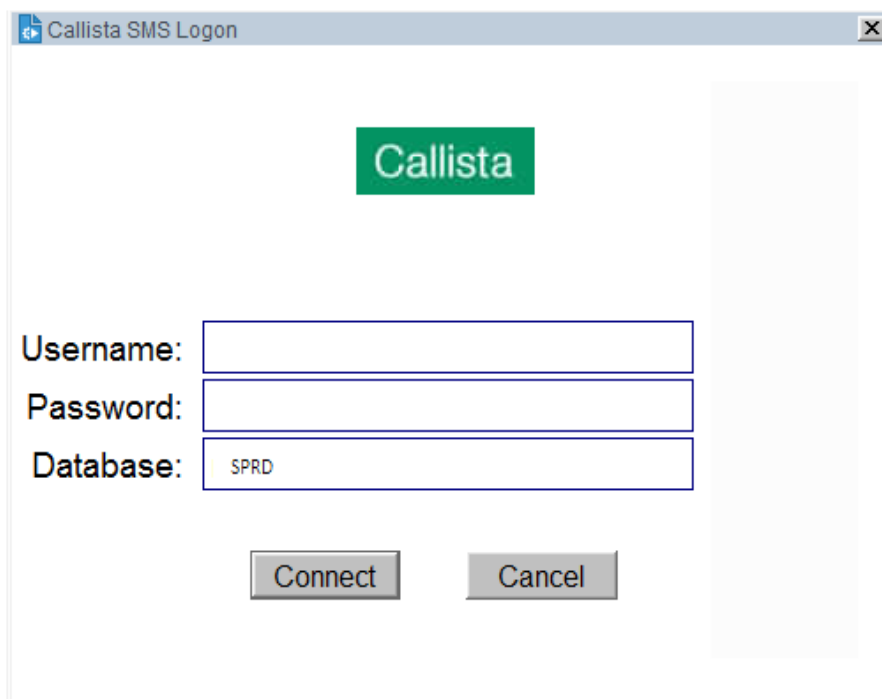 Callista SMS Logon
Callista
Username:
Password:
Database: SPRD
Connect Cancel